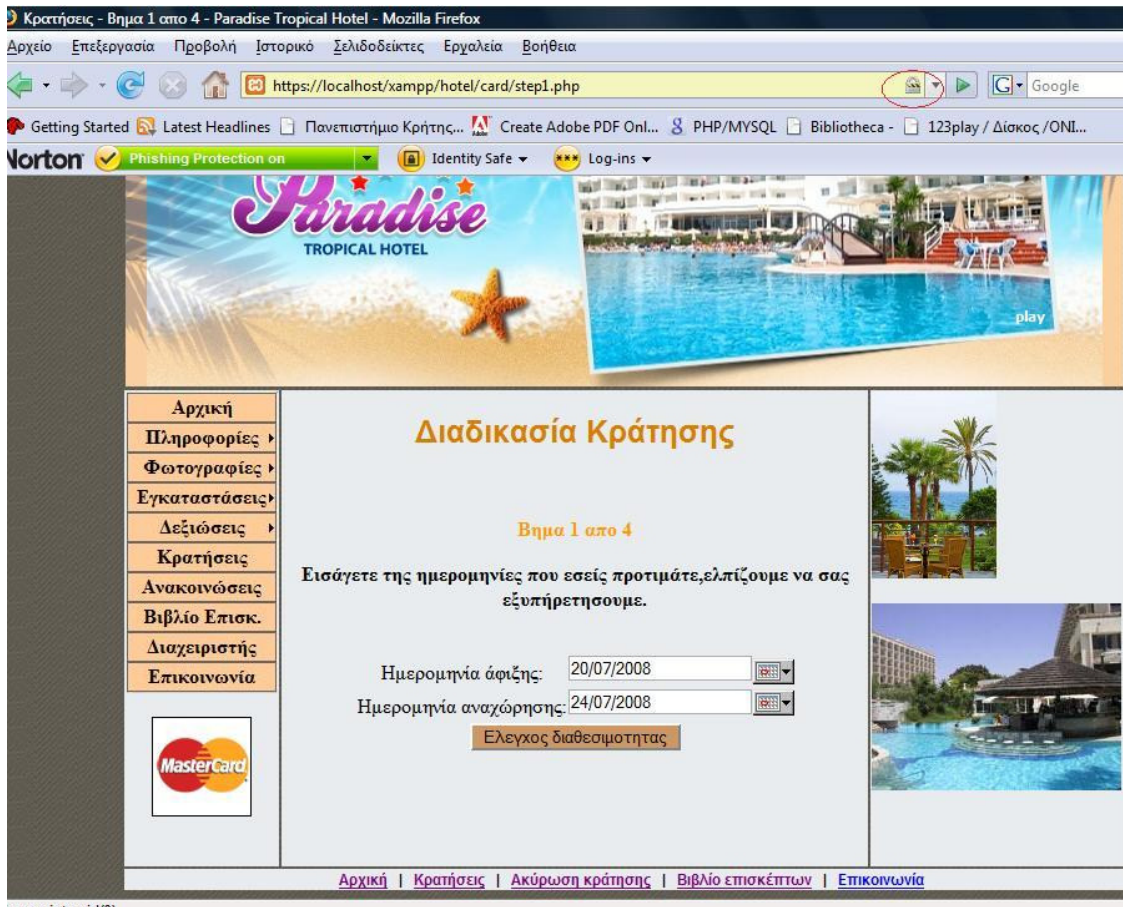 Κρατήσεις - Βημα 1 απο 4 - Paradise Tropical Hotel - Mozilla Firefox
Αρχείο Επεξεργασία Προβολή Ιστορικό Σελιδοδείκτες Εργαλεία Βοήθεια
https://localhost/xampp/hotel/card/step1.php G Google
Getting Started Latest Headlines Πανεπιστήμιο Κρήτης... Create Adobe PDF Onl... PHP/MYSQL Bibliotheca - 123play / Δίσκος /ONI...
Norton Phishing Protection on Identity Safe Log-ins
Paradise
TROPICAL HOTEL
play
Αρχική
Πληροφορίες
Φωτογραφίες
Εγκαταστάσεις
Δεξιώσεις
Κρατήσεις
Ανακοινώσεις
Βιβλίο Επισκ.
Διαχειριστής
Επικοινωνία
MasterCard
Διαδικασία Κράτησης
Βημα 1 απο 4
Εισάγετε της ημερομηνίες που εσείς προτιμάτε,ελπίζουμε να σας
εξυπήρετησουμε.
Ημερομηνία άφιξης: 20/07/2008
Ημερομηνία αναχώρησης: 24/07/2008
Ελεγχος διαθεσιμοτητας
Αρχική | Κρατήσεις | Ακύρωση κράτησης | Βιβλίο επισκέπτων | Επικοινωνία